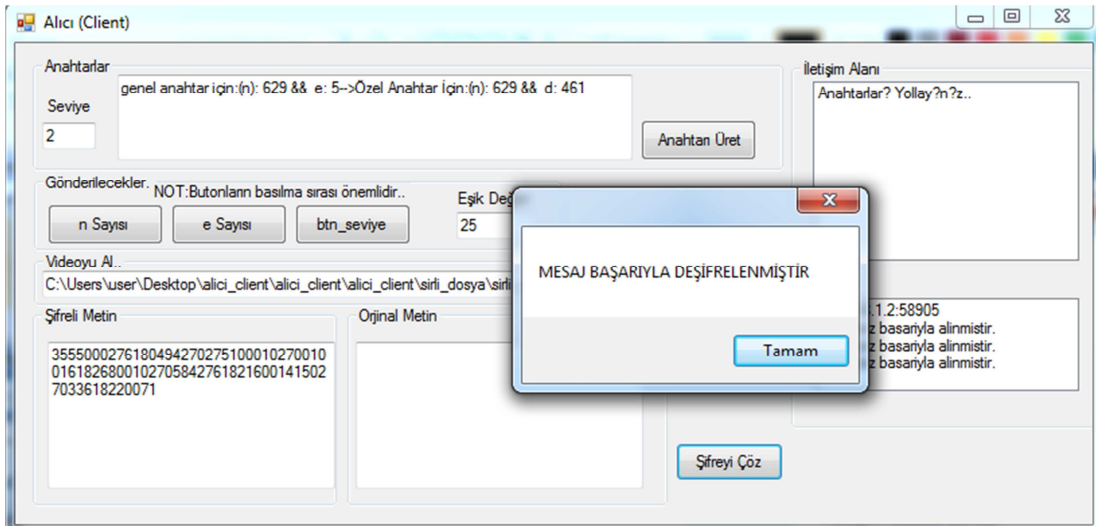 Alıcı (Client)
Anahtarlar
Seviye
2
genel anahtar için:(n): 629 && e: 5-->Özel Anahtar İçin:(n): 629 && d: 461
Anahtarı Üret
İletişim Alanı
Anahtarlar? Yollay?n?z..
Gönderilecekler.
NOT:Butonların basılma sırası önemlidir..
n Sayısı
e Sayısı
btn_seviye
Eşik
25
MESAJ BAŞARIYLA DEŞİFRELENMİŞTİR
Tamam
Videoyu Al..
C:\Users\user\Desktop\alici_client\alici_client\alici_client\sirli_dosya\sirli
.1.2:58905
z basariyla alinmistir.
z basariyla alinmistir.
z basariyla alinmistir.
Şifreli Metin
3555000276180494270275100010270010
0161826800102705842761821600141502
7033618220071
Orjinal Metin
Şifreyi Çöz